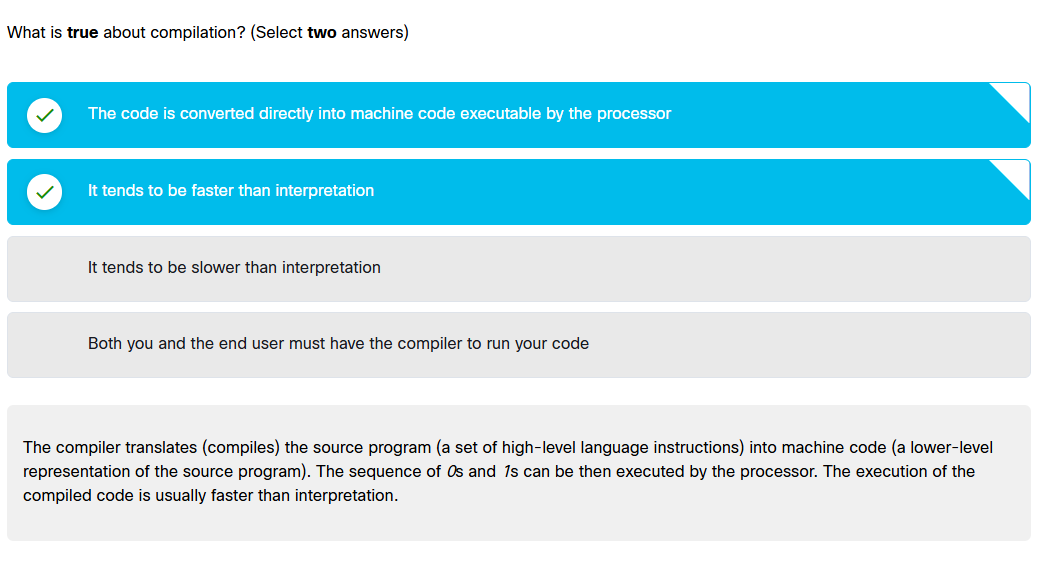 What is true about compilation? (Select two answers)
The code is converted directly into machine code executable by the processor
It tends to be faster than interpretation
It tends to be slower than interpretation
Both you and the end user must have the compiler to run your code
The compiler translates (compiles) the source program (a set of high-level language instructions) into machine code (a lower-level
representation of the source program). The sequence of 0s and 1s can be then executed by the processor. The execution of the
compiled code is usually faster than interpretation.